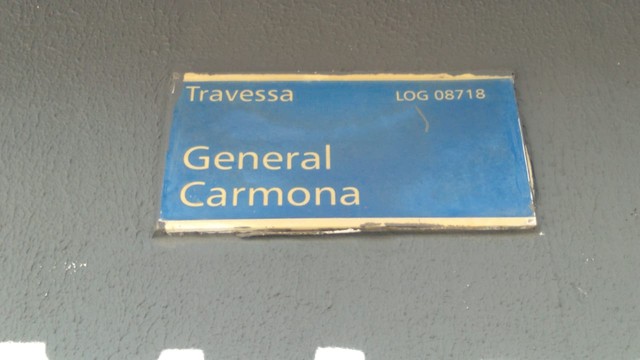 Travessa LOG 08718
General
Carmona